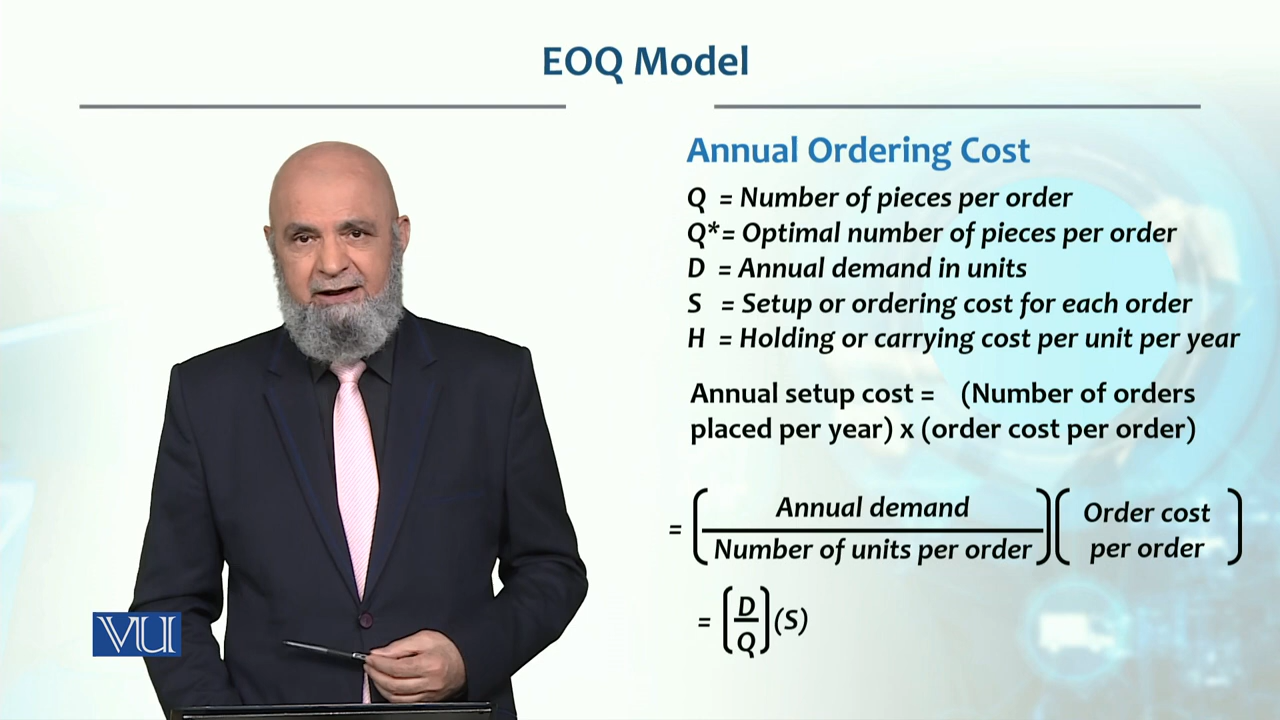 EOQ Model
Annual Ordering Cost
Q = Number of pieces per order
Q*= Optimal number of pieces per order
D = Annual demand in units
S = Setup or ordering cost for each order
H = Holding or carrying cost per unit per year
Annual setup cost = (Number of orders
placed per year) x (order cost per order)
= (Annual demand / Number of units per order) (Order cost per order)
= [D / Q] (S)
VU